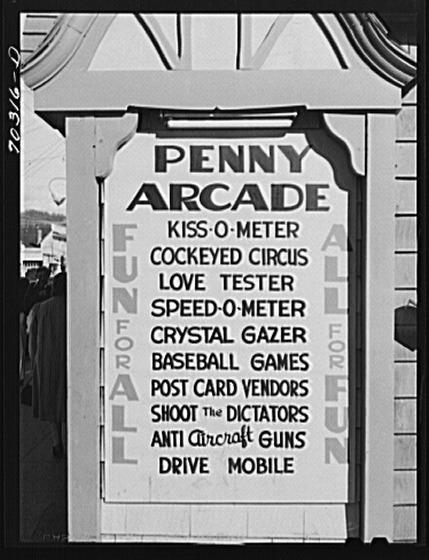 70316-D
PENNY
ARCADE
KISS-O-METER
COCKEYED CIRCUS
LOVE TESTER
SPEED-O-METER
CRYSTAL GAZER
BASEBALL GAMES
POST CARD VENDORS
SHOOT The DICTATORS
ANTI Aircraft GUNS
DRIVE MOBILE
FUN FOR ALL
ALL FOR FUN